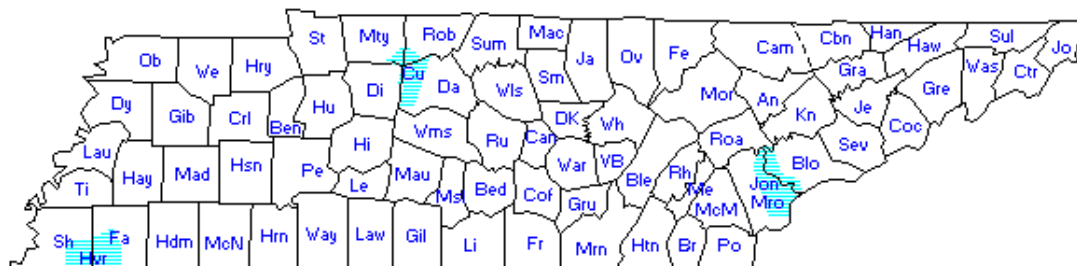 St Mty Rob Sum Mac Ja Ov Fe Cam Cbn Han Haw Sul Was Ctr Jo
Ob We Hry Hu Di Cu Da Wls Sm Mor An Gra Je Gre
Dy Gib Crl Ben Hi Wms Ru Can DK Wh Roa Kn Sev Coc
Lau Hay Mad Hsn Pe Le Mau Msl Bed Cof War VB Ble Rh Me Jon Blo
Ti Gru McM Mro
Sh Fa Hyr Hdm McN Hrn Way Law Gil Li Fr Mrn Htn Br Po